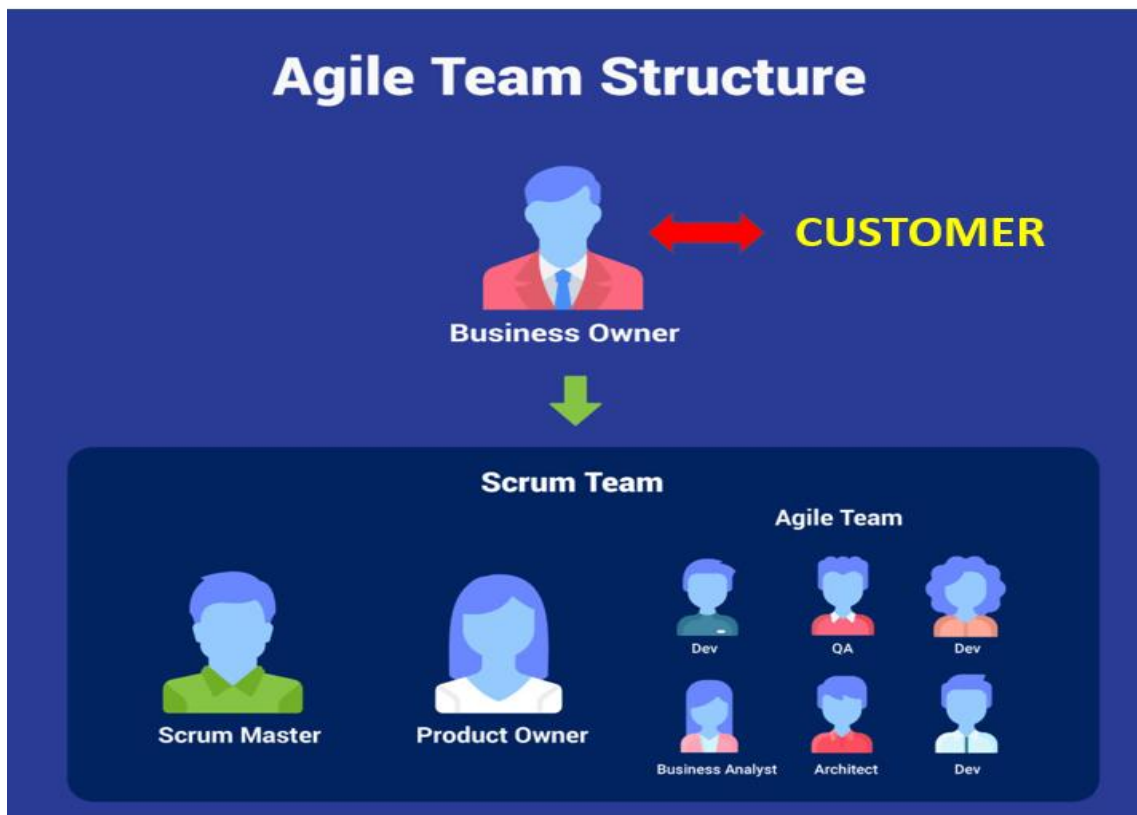 Agile Team Structure
CUSTOMER
Business Owner
Scrum Team
Agile Team
Dev
QA
Dev
Scrum Master
Product Owner
Business Analyst
Architect
Dev